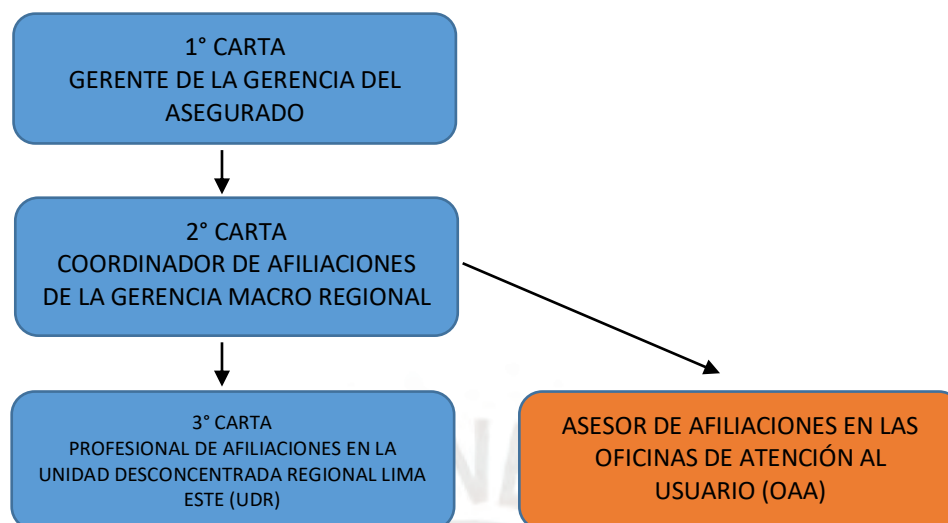 1° CARTA
GERENTE DE LA GERENCIA DEL
ASEGURADO
2° CARTA
COORDINADOR DE AFILIACIONES
DE LA GERENCIA MACRO REGIONAL
3° CARTA
PROFESIONAL DE AFILIACIONES EN LA
UNIDAD DESCONCENTRADA REGIONAL LIMA
ESTE (UDR)
ASESOR DE AFILIACIONES EN LAS
OFICINAS DE ATENCIÓN AL
USUARIO (OAA)